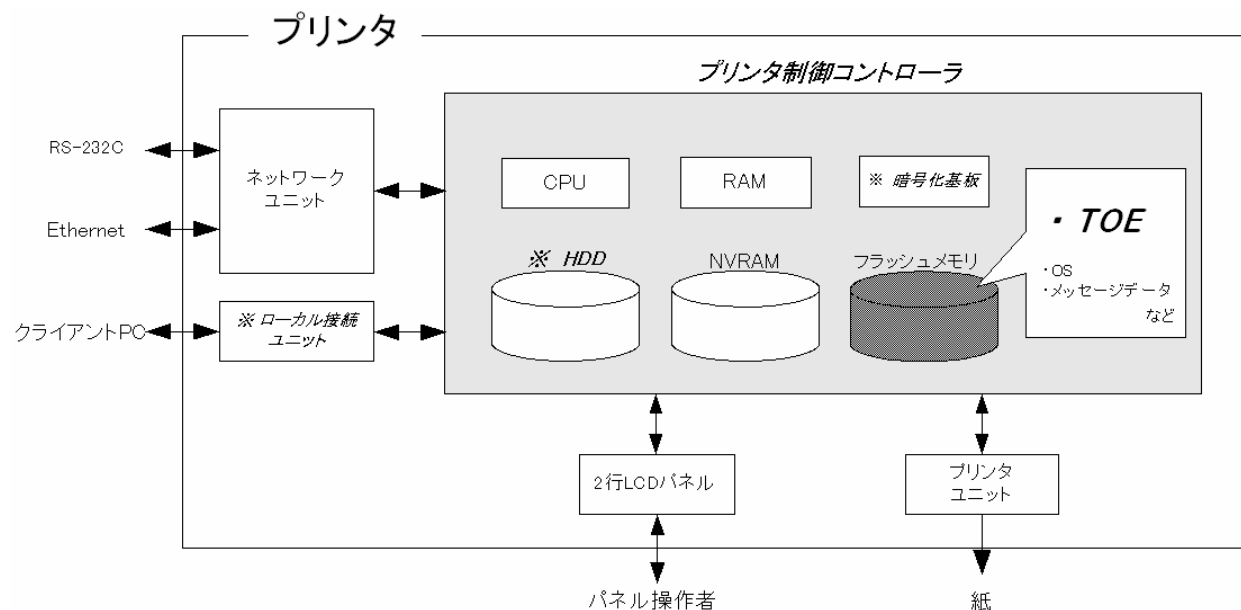 プリンタ
プリンタ制御コントローラ
RS-232C
Ethernet
ネットワーク
ユニット
クライアントPC
※ ローカル接続
ユニット
CPU
RAM
※ 暗号化基板
※ HDD
NVRAM
フラッシュメモリ
・ TOE
・OS
・メッセージデータ
など
2行LCDパネル
プリンタ
ユニット
パネル操作者
紙